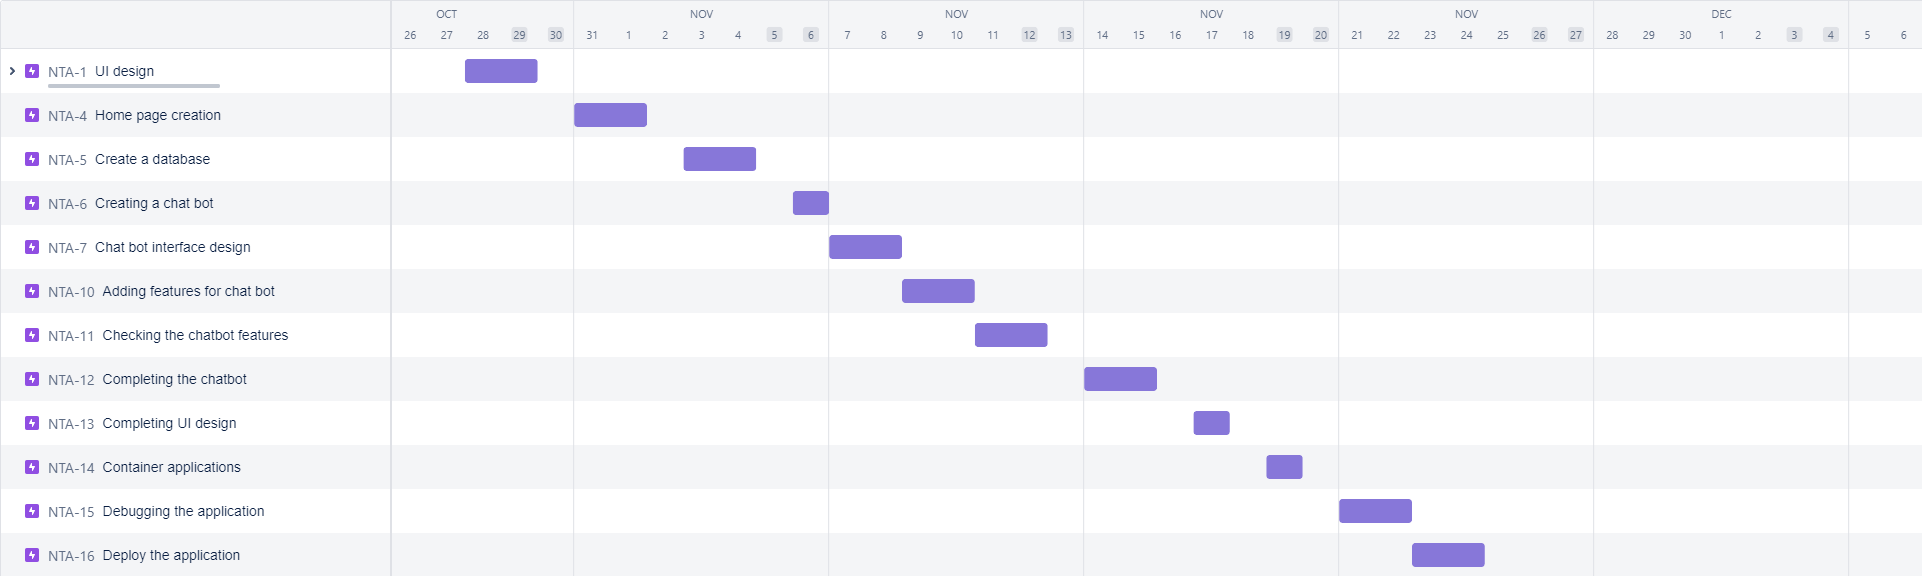 OCT NOV NOV NOV NOV DEC
26 27 28 29 30 31 1 2 3 4 5 6 7 8 9 10 11 12 13 14 15 16 17 18 19 20 21 22 23 24 25 26 27 28 29 30 1 2 3 4 5 6
NTA-1 UI design
NTA-4 Home page creation
NTA-5 Create a database
NTA-6 Creating a chat bot
NTA-7 Chat bot interface design
NTA-10 Adding features for chat bot
NTA-11 Checking the chatbot features
NTA-12 Completing the chatbot
NTA-13 Completing UI design
NTA-14 Container applications
NTA-15 Debugging the application
NTA-16 Deploy the application